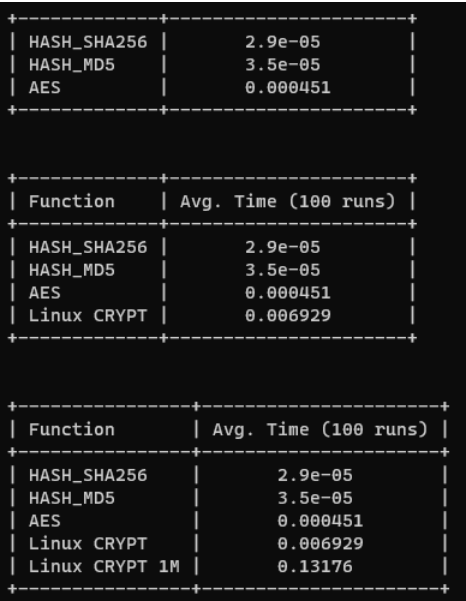 +-------------+----------------------+
| HASH_SHA256 | 2.9e-05 |
| HASH_MD5 | 3.5e-05 |
| AES | 0.000451 |
+-------------+----------------------+
+-------------+----------------------+
| Function | Avg. Time (100 runs) |
+-------------+----------------------+
| HASH_SHA256 | 2.9e-05 |
| HASH_MD5 | 3.5e-05 |
| AES | 0.000451 |
| Linux CRYPT | 0.006929 |
+-------------+----------------------+
+----------------+----------------------+
| Function | Avg. Time (100 runs) |
+----------------+----------------------+
| HASH_SHA256 | 2.9e-05 |
| HASH_MD5 | 3.5e-05 |
| AES | 0.000451 |
| Linux CRYPT | 0.006929 |
| Linux CRYPT 1M | 0.13176 |
+----------------+----------------------+